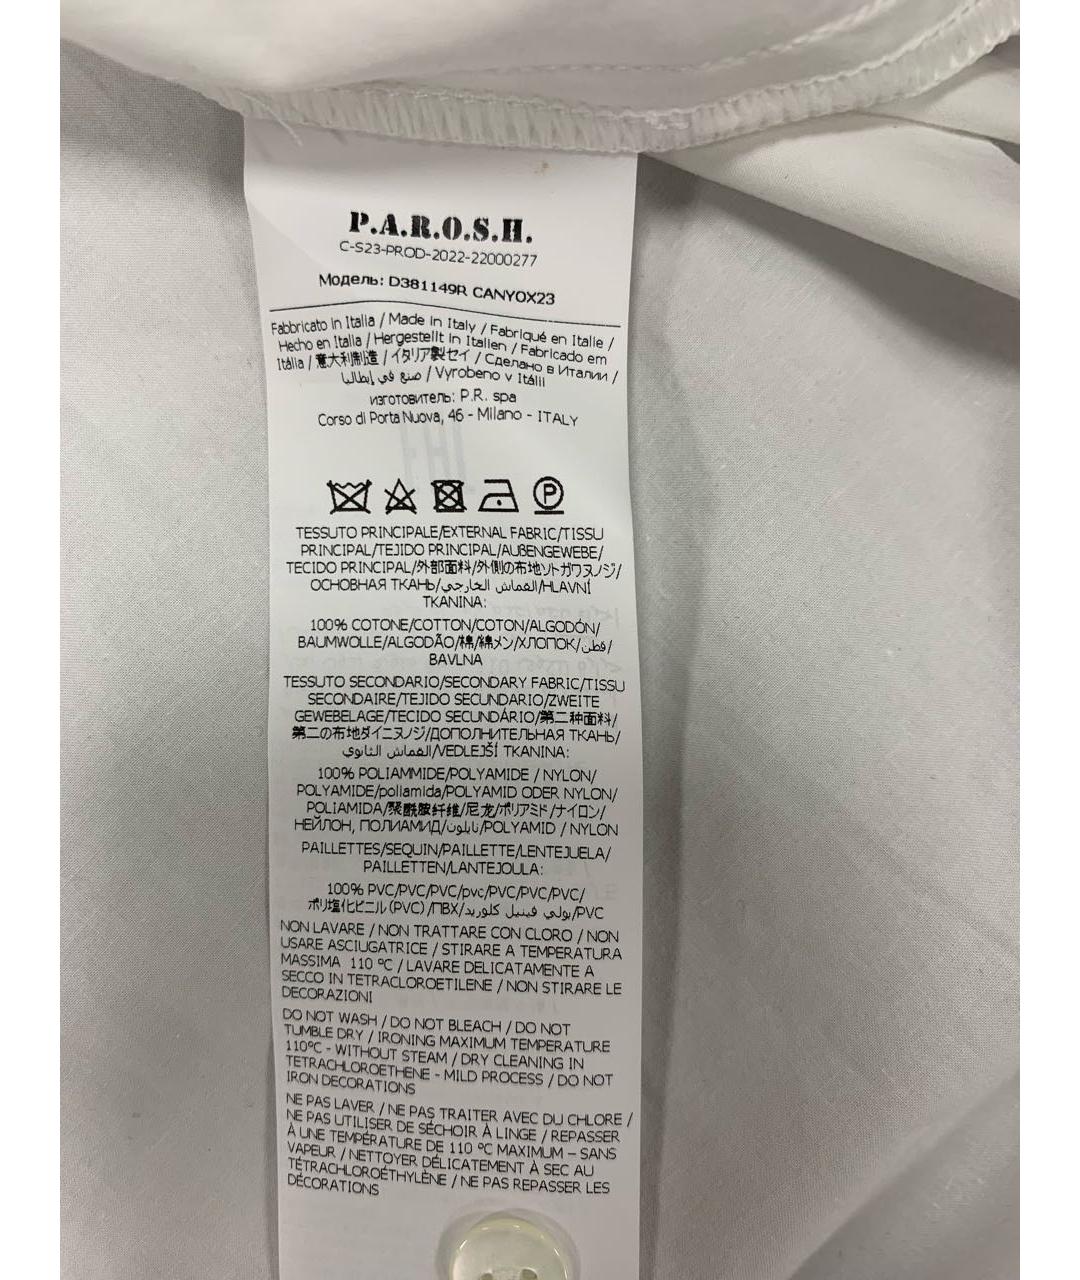 P.A.R.O.S.H.
C-S23-PROD-2022-22000277
Модель: D381149R CANYOX23
Fabbricato in Italia / Made in Italy / Fabriqué en Italie /
Hecho en Italia / Hergestellt in Italien / Fabricado em
Itália / 意大利制造 / イタリア製セイ / Сделано в Италии /
صنع في إيطاليا / Vyrobeno v Itálii
изготовитель: P.R. spa
Corso di Porta Nuova, 46 - Milano - ITALY
P
TESSUTO PRINCIPALE/EXTERNAL FABRIC/TISSU
PRINCIPAL/TEJIDO PRINCIPAL/AUßENGEWEBE/
TECIDO PRINCIPAL/外部面料/外側の布地ソトガワヌノジ/
ОСНОВНАЯ ТКАНЬ/القماش الخارجي/HLAVNÍ
TKANINA:
100% COTONE/COTTON/COTON/ALGODÓN/
BAUMWOLLE/ALGODÃO/棉/綿メン/ХЛОПОК/قطن/
BAVLNA
TESSUTO SECONDARIO/SECONDARY FABRIC/TISSU
SECONDAIRE/TEJIDO SECUNDARIO/ZWEITE
GEWEBELAGE/TECIDO SECUNDÁRIO/第二种面料/
第二の布地ダイニヌノジ/ДОПОЛНИТЕЛЬНАЯ ТКАНЬ/
القماش الثانوي/VEDLEJŠÍ TKANINA:
100% POLIAMMIDE/POLYAMIDE / NYLON/
POLYAMIDE/poliamida/POLYAMID ODER NYLON/
POLIAMIDA/聚酰胺纤维/尼龙/ポリアミド/ナイロン/
НЕЙЛОН, ПОЛИАМИД/نايلون/POLYAMID / NYLON
PAILLETTES/SEQUIN/PAILLETTE/LENTEJUELA/
PAILLETTEN/LANTEJOULA:
100% PVC/PVC/PVC/pvc/PVC/PVC/PVC/
ポリ塩化ビニル(PVC)/ПВХ/بولي فينيل كلوريد/PVC
NON LAVARE / NON TRATTARE CON CLORO / NON
USARE ASCIUGATRICE / STIRARE A TEMPERATURA
MASSIMA 110 ºC / LAVARE DELICATAMENTE A
SECCO IN TETRACLOROETILENE / NON STIRARE LE
DECORAZIONI
DO NOT WASH / DO NOT BLEACH / DO NOT
TUMBLE DRY / IRONING MAXIMUM TEMPERATURE
110ºC - WITHOUT STEAM / DRY CLEANING IN
TETRACHLOROETHENE - MILD PROCESS / DO NOT
IRON DECORATIONS
NE PAS LAVER / NE PAS TRAITER AVEC DU CHLORE /
NE PAS UTILISER DE SÉCHOIR À LINGE / REPASSER
À UNE TEMPÉRATURE DE 110 ºC MAXIMUM – SANS
VAPEUR / NETTOYER DÉLICATEMENT À SEC AU
TÉTRACHLOROÉTHYLÈNE / NE PAS REPASSER LES
DÉCORATIONS